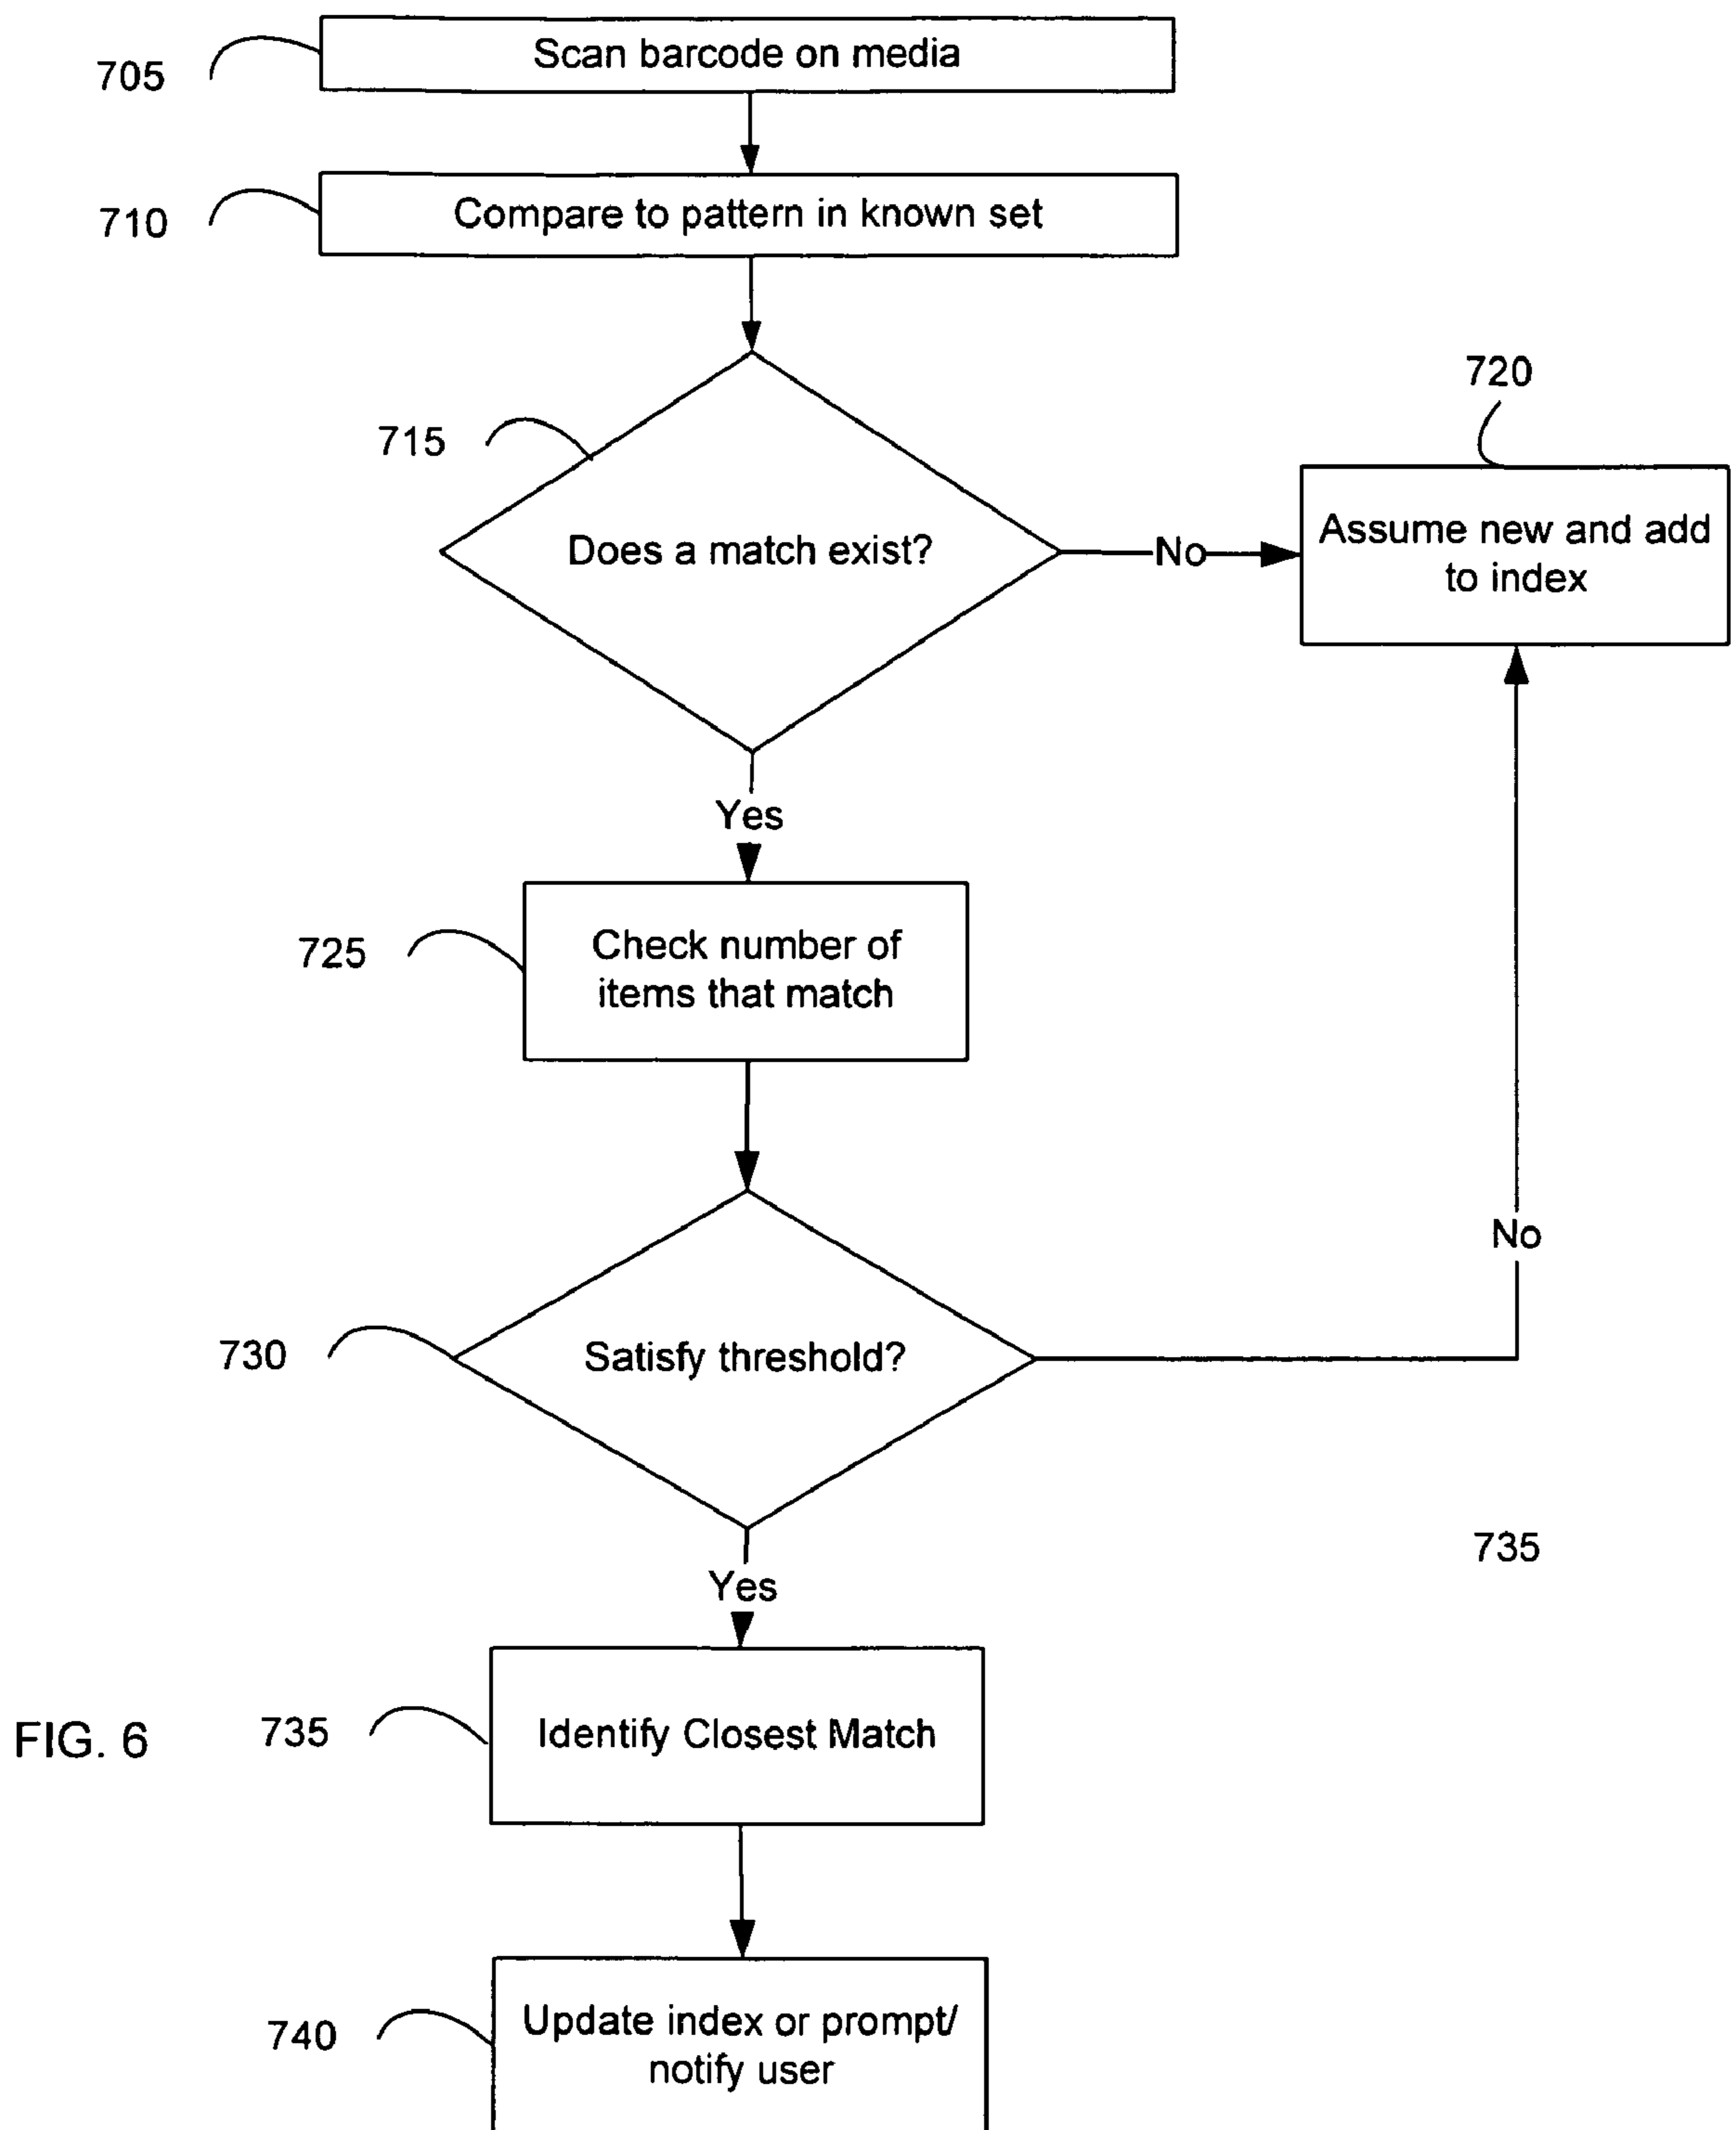 Scan barcode on media
705
Compare to pattern in known set
710
720
715
Does a match exist?
No
Assume new and add
to index
Yes
725
Check number of
items that match
No
730
Satisfy threshold?
735
Yes
FIG. 6
735
Identify Closest Match
740
Update index or prompt/
notify user